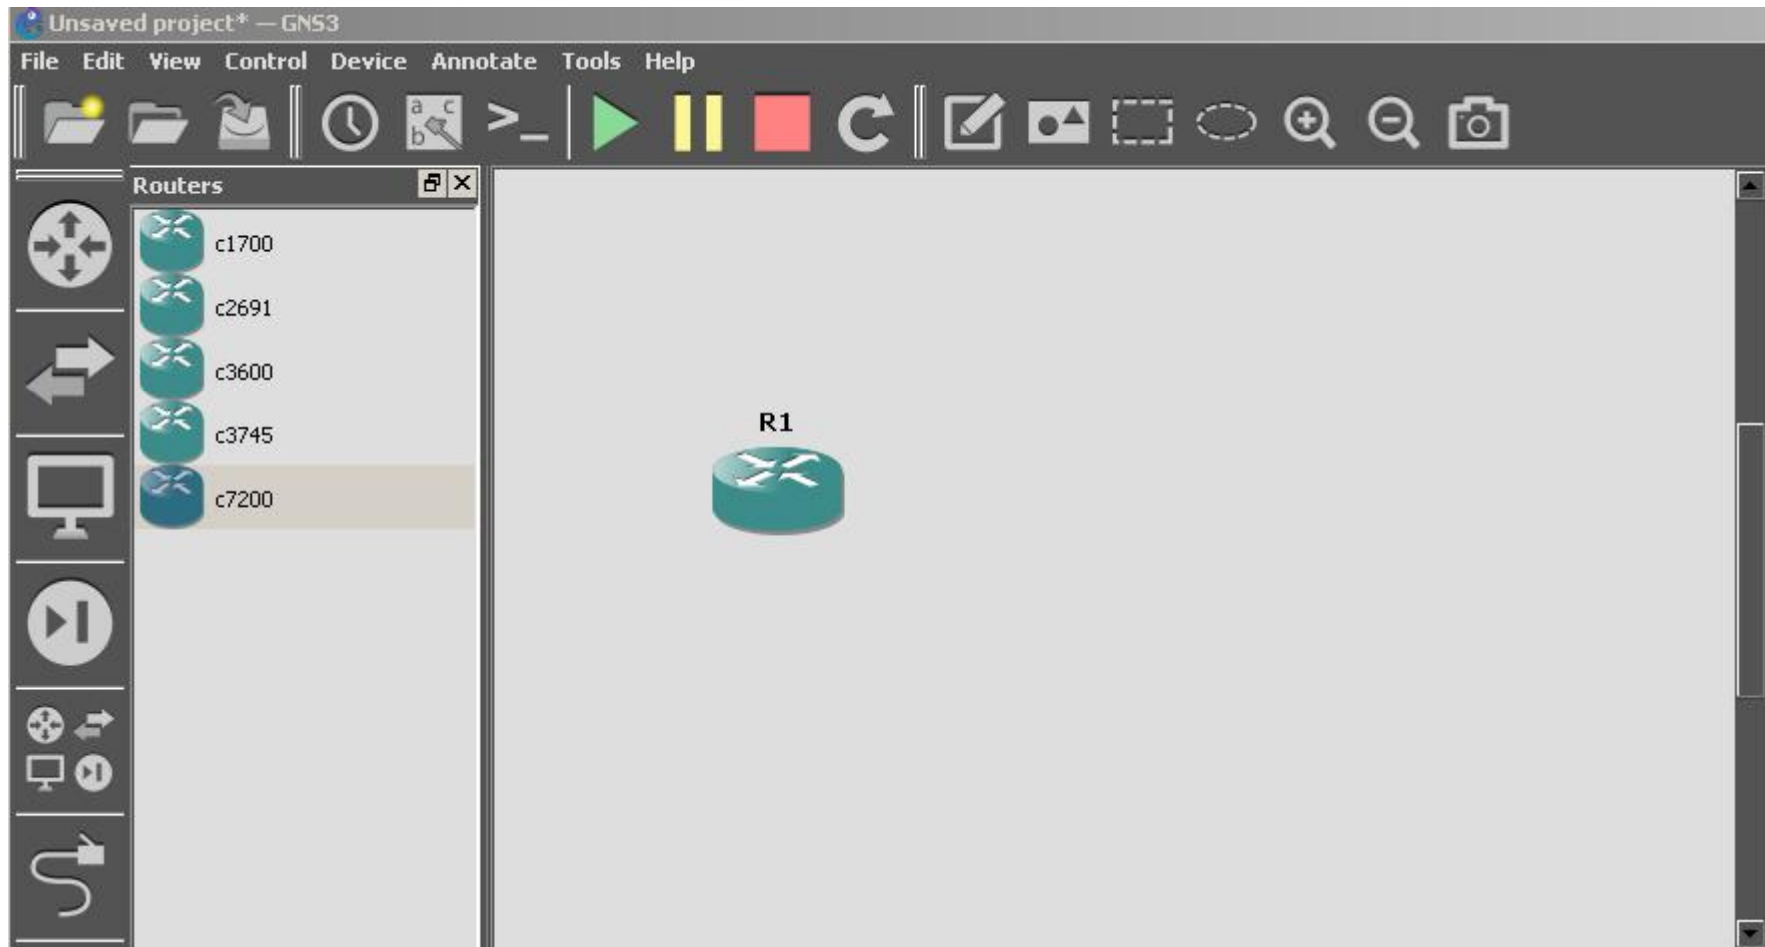 Unsaved project* — GNS3
File Edit View Control Device Annotate Tools Help
a c
b
>_
Routers
c1700
c2691
c3600
c3745
c7200
R1